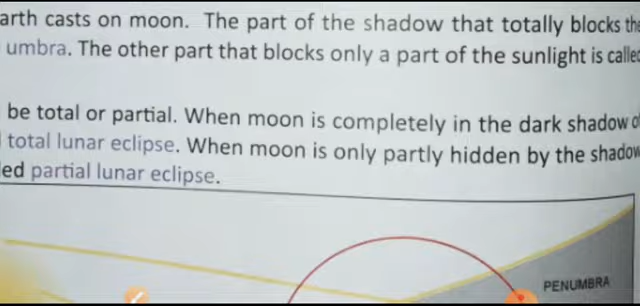 arth casts on moon. The part of the shadow that totally blocks the
umbra. The other part that blocks only a part of the sunlight is called
be total or partial. When moon is completely in the dark shadow of
total lunar eclipse. When moon is only partly hidden by the shadow
led partial lunar eclipse.
PENUMBRA